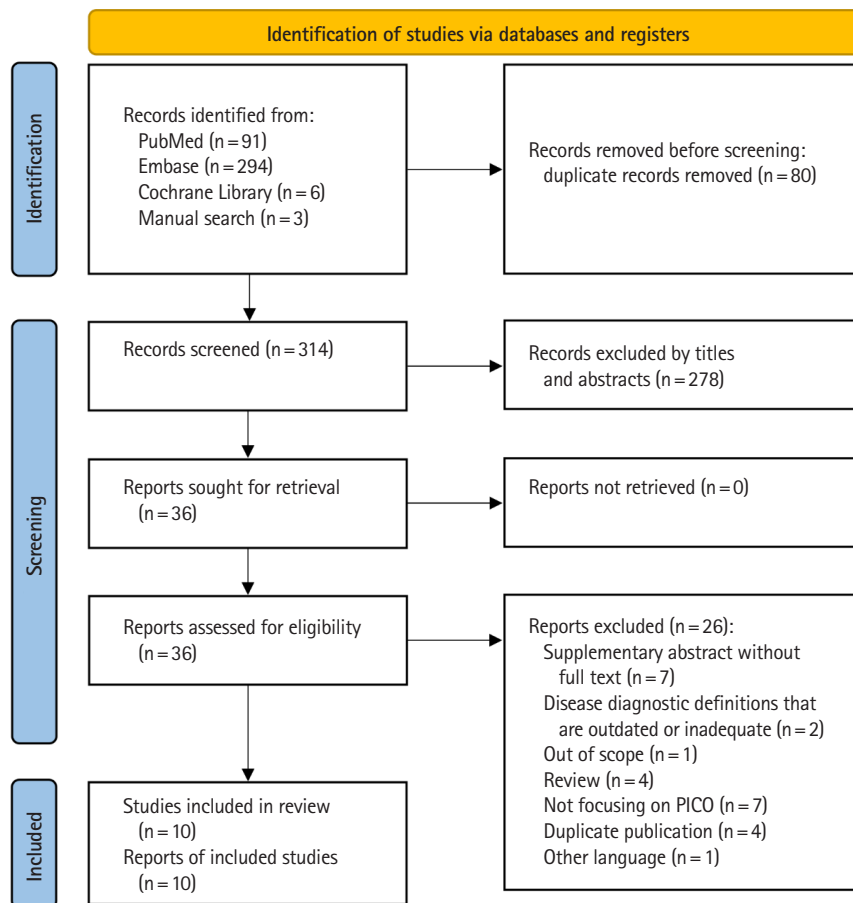 Identification of studies via databases and registers
Identification
Records identified from:
PubMed (n=91)
Embase (n=294)
Cochrane Library (n=6)
Manual search (n=3)
Records removed before screening:
duplicate records removed (n=80)
Screening
Records screened (n=314)
Records excluded by titles
and abstracts (n=278)
Reports sought for retrieval
(n=36)
Reports not retrieved (n=0)
Reports assessed for eligibility
(n=36)
Reports excluded (n=26):
Supplementary abstract without
full text (n=7)
Disease diagnostic definitions that
are outdated or inadequate (n=2)
Out of scope (n=1)
Review (n=4)
Not focusing on PICO (n=7)
Duplicate publication (n=4)
Other language (n=1)
Included
Studies included in review
(n=10)
Reports of included studies
(n=10)